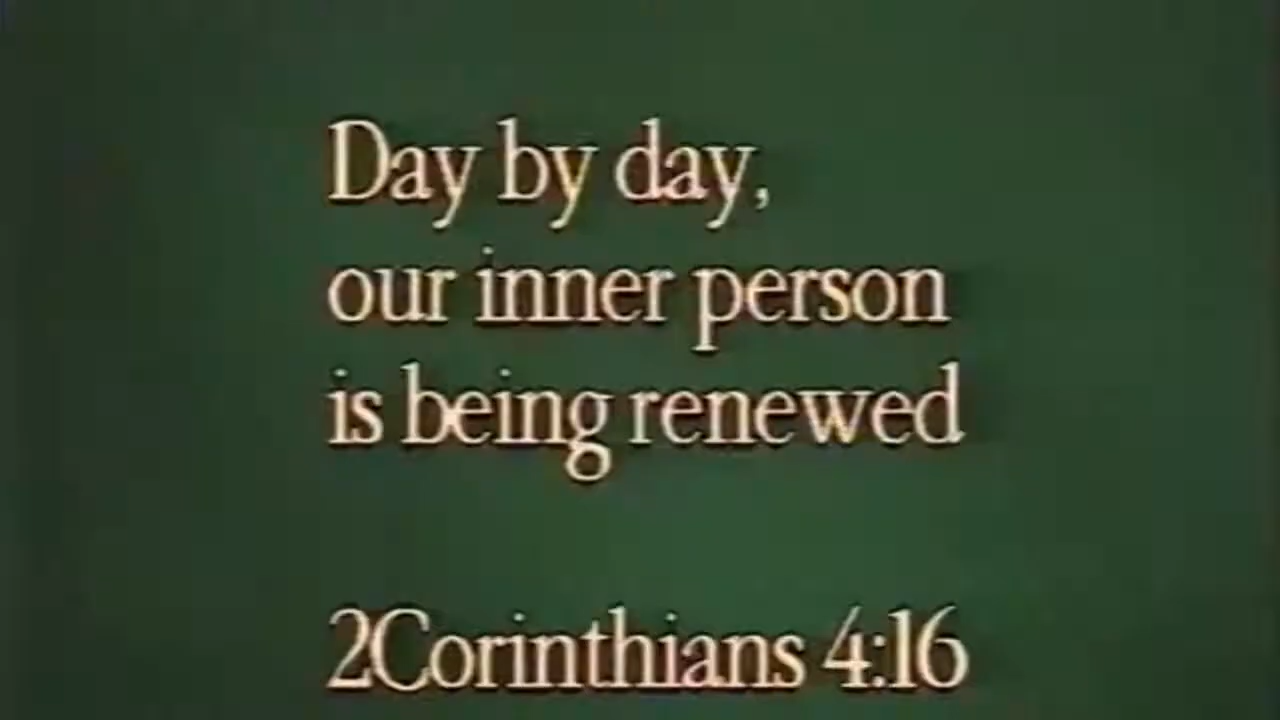 Day by day,
our inner person
is being renewed
2Corinthians 4:16